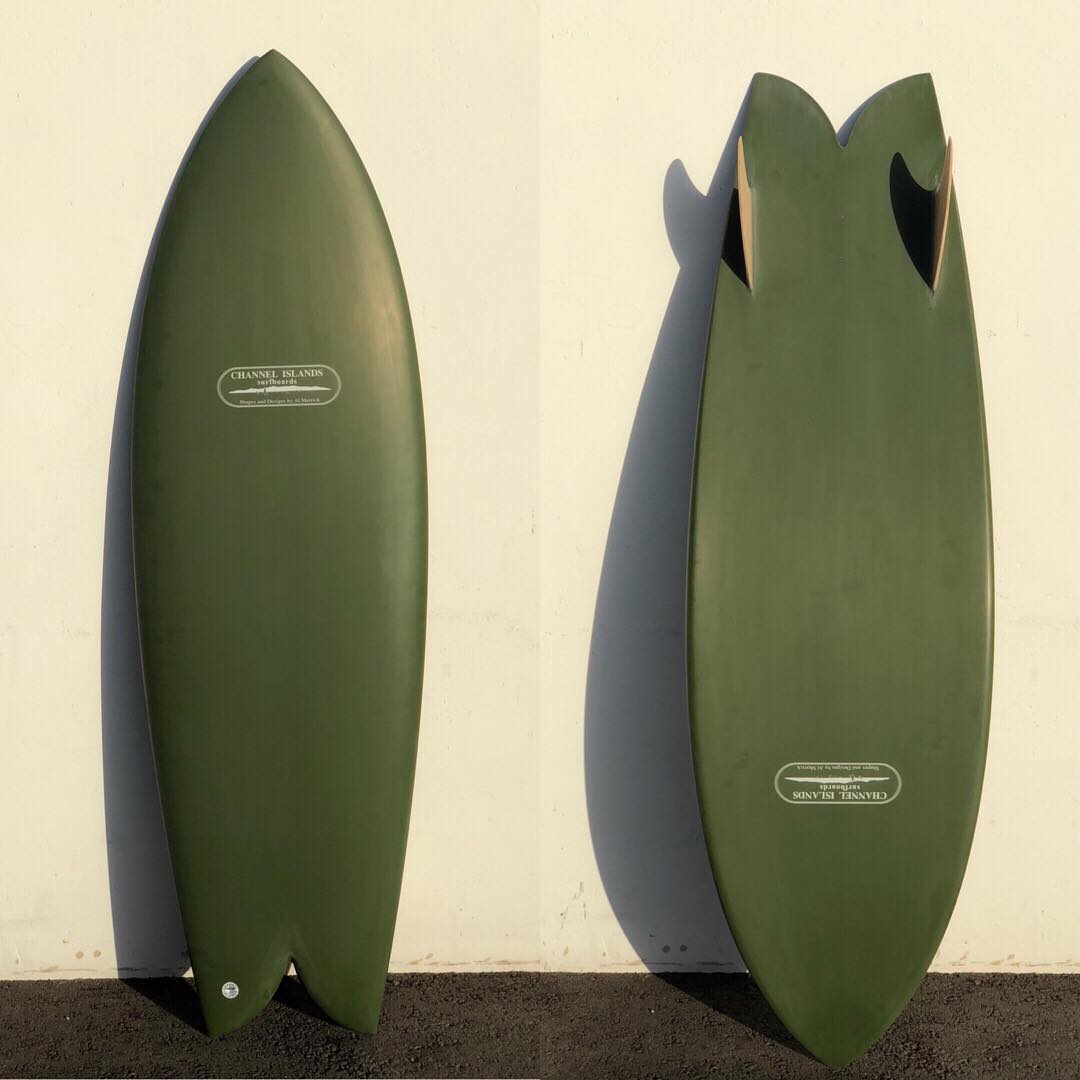 CHANNEL ISLANDS
surfboards
Shapes and Designs by Al Merrick
CHANNEL ISLANDS
surfboards
Shapes and Designs by Al Merrick